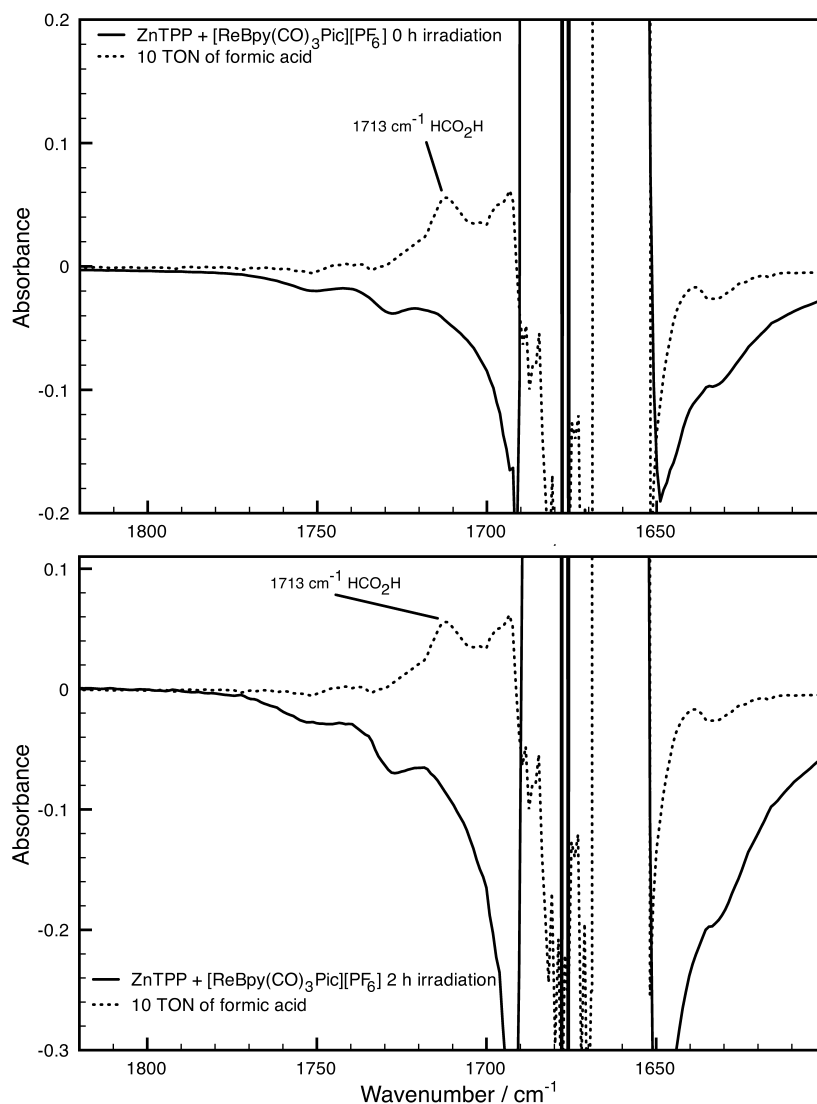 0.2
ZnTPP + [ReBpy(CO)3Pic][PF6] 0 h irradiation
10 TON of formic acid
1713 cm-1 HCO2H
0.1
0
-0.1
-0.2
Absorbance
1800 1750 1700 1650
0.1
1713 cm-1 HCO2H
0
-0.1
-0.2
-0.3
Absorbance
ZnTPP + [ReBpy(CO)3Pic][PF6] 2 h irradiation
10 TON of formic acid
1800 1750 1700 1650
Wavenumber / cm-1